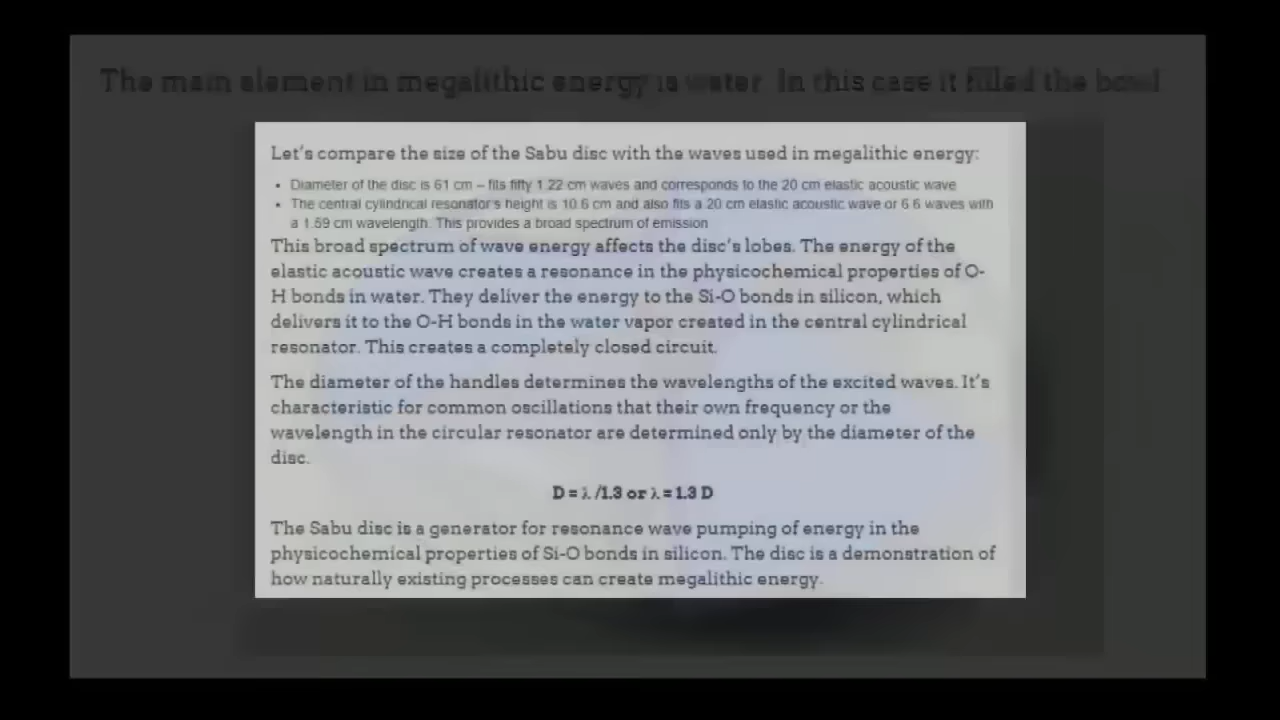 The main element in megalithic energy is water. In this case it filled the bowl
Let's compare the size of the Sabu disc with the waves used in megalithic energy:
• Diameter of the disc is 61 cm – fits fifty 1.22 cm waves and corresponds to the 20 cm elastic acoustic wave
• The central cylindrical resonator's height is 10.6 cm and also fits a 20 cm elastic acoustic wave or 6.6 waves with
a 1.59 cm wavelength. This provides a broad spectrum of emission
This broad spectrum of wave energy affects the disc's lobes. The energy of the
elastic acoustic wave creates a resonance in the physicochemical properties of O-
H bonds in water. They deliver the energy to the Si-O bonds in silicon, which
delivers it to the O-H bonds in the water vapor created in the central cylindrical
resonator. This creates a completely closed circuit.
The diameter of the handles determines the wavelengths of the excited waves. It's
characteristic for common oscillations that their own frequency or the
wavelength in the circular resonator are determined only by the diameter of the
disc.
D = λ /1.3 or λ = 1.3 D
The Sabu disc is a generator for resonance wave pumping of energy in the
physicochemical properties of Si-O bonds in silicon. The disc is a demonstration of
how naturally existing processes can create megalithic energy.